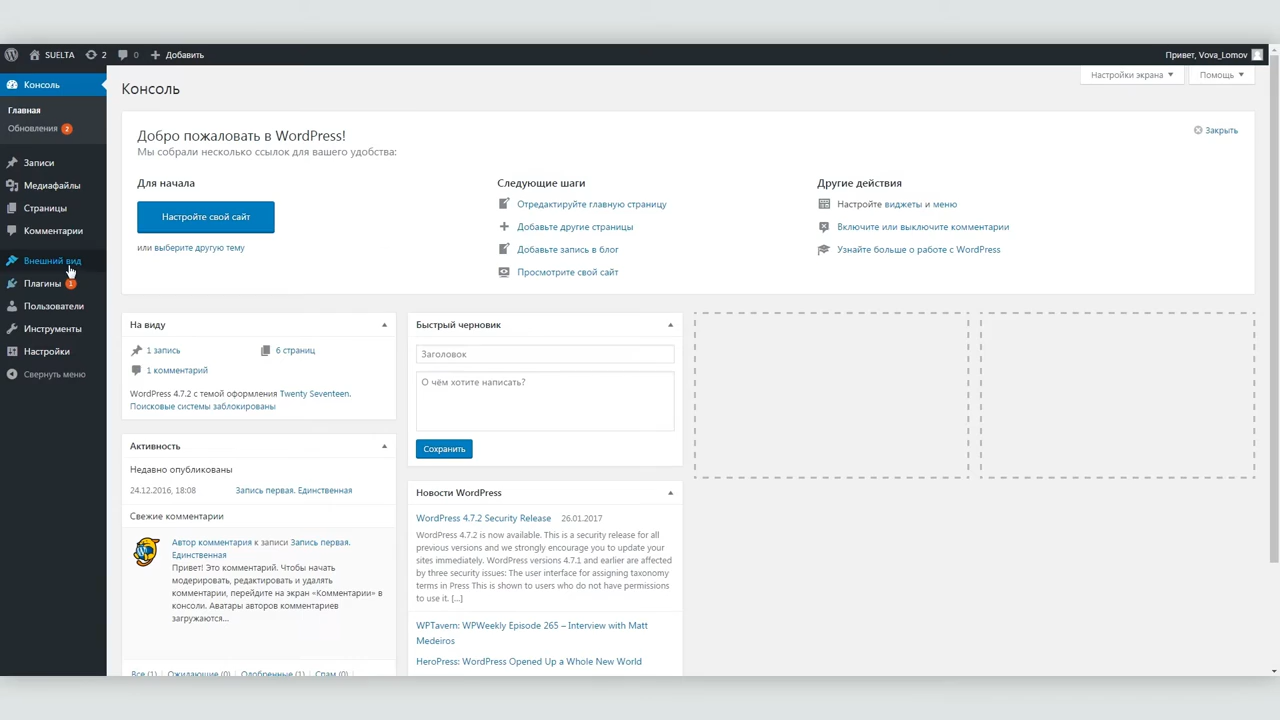 SUELTA 2 0 Добавить Привет, Vova_Lomov
Консоль
Главная
Обновления 2
Записи
Медиафайлы
Страницы
Комментарии
Внешний вид
Плагины 1
Пользователи
Инструменты
Настройки
Свернуть меню
Настройки экрана Помощь
Консоль
Добро пожаловать в WordPress!
Мы собрали несколько ссылок для вашего удобства:
Закрыть
Для начала
Настройте свой сайт
или выберите другую тему
Следующие шаги
Отредактируйте главную страницу
Добавьте другие страницы
Добавьте запись в блог
Просмотрите свой сайт
Другие действия
Настройте виджеты и меню
Включите или выключите комментарии
Узнайте больше о работе с WordPress
На виду
1 запись 6 страниц
1 комментарий
WordPress 4.7.2 с темой оформления Twenty Seventeen.
Поисковые системы заблокированы
Активность
Недавно опубликованы
24.12.2016, 18:08 Запись первая. Единственная
Свежие комментарии
Автор комментария к записи Запись первая.
Единственная
Привет! Это комментарий. Чтобы начать
модерировать, редактировать и удалять
комментарии, перейдите на экран «Комментарии» в
консоли. Аватары авторов комментариев
загружаются...
Все (1) Ожидающие (0) Одобренные (1) Спам (0)
Быстрый черновик
Заголовок
О чём хотите написать?
Сохранить
Новости WordPress
WordPress 4.7.2 Security Release 26.01.2017
WordPress 4.7.2 is now available. This is a security release for all
previous versions and we strongly encourage you to update your
sites immediately. WordPress versions 4.7.1 and earlier are affected
by three security issues: The user interface for assigning taxonomy
terms in Press This is shown to users who do not have permissions
to use it. [...]
WPTavern: WPWeekly Episode 265 – Interview with Matt
Medeiros
HeroPress: WordPress Opened Up a Whole New World